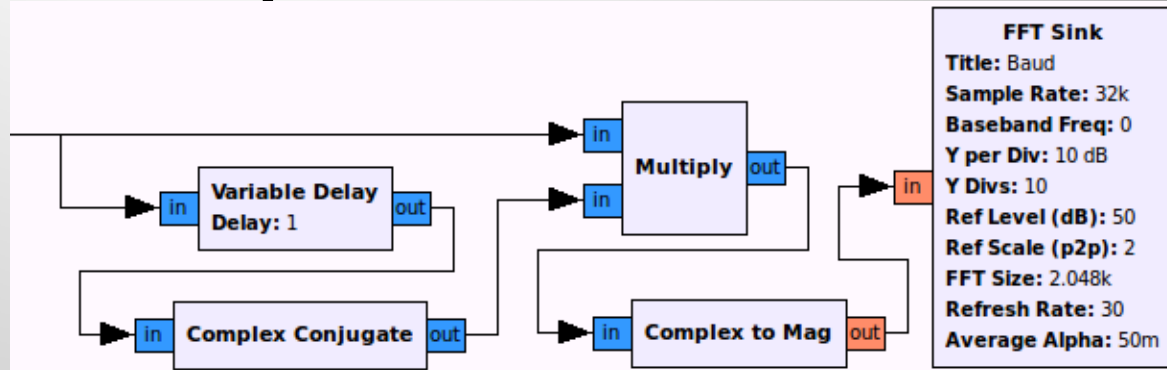 in
Variable Delay
Delay: 1
out
in
Complex Conjugate
out
in
in
Multiply
out
in
Complex to Mag
out
in
FFT Sink
Title: Baud
Sample Rate: 32k
Baseband Freq: 0
Y per Div: 10 dB
Y Divs: 10
Ref Level (dB): 50
Ref Scale (p2p): 2
FFT Size: 2.048k
Refresh Rate: 30
Average Alpha: 50m